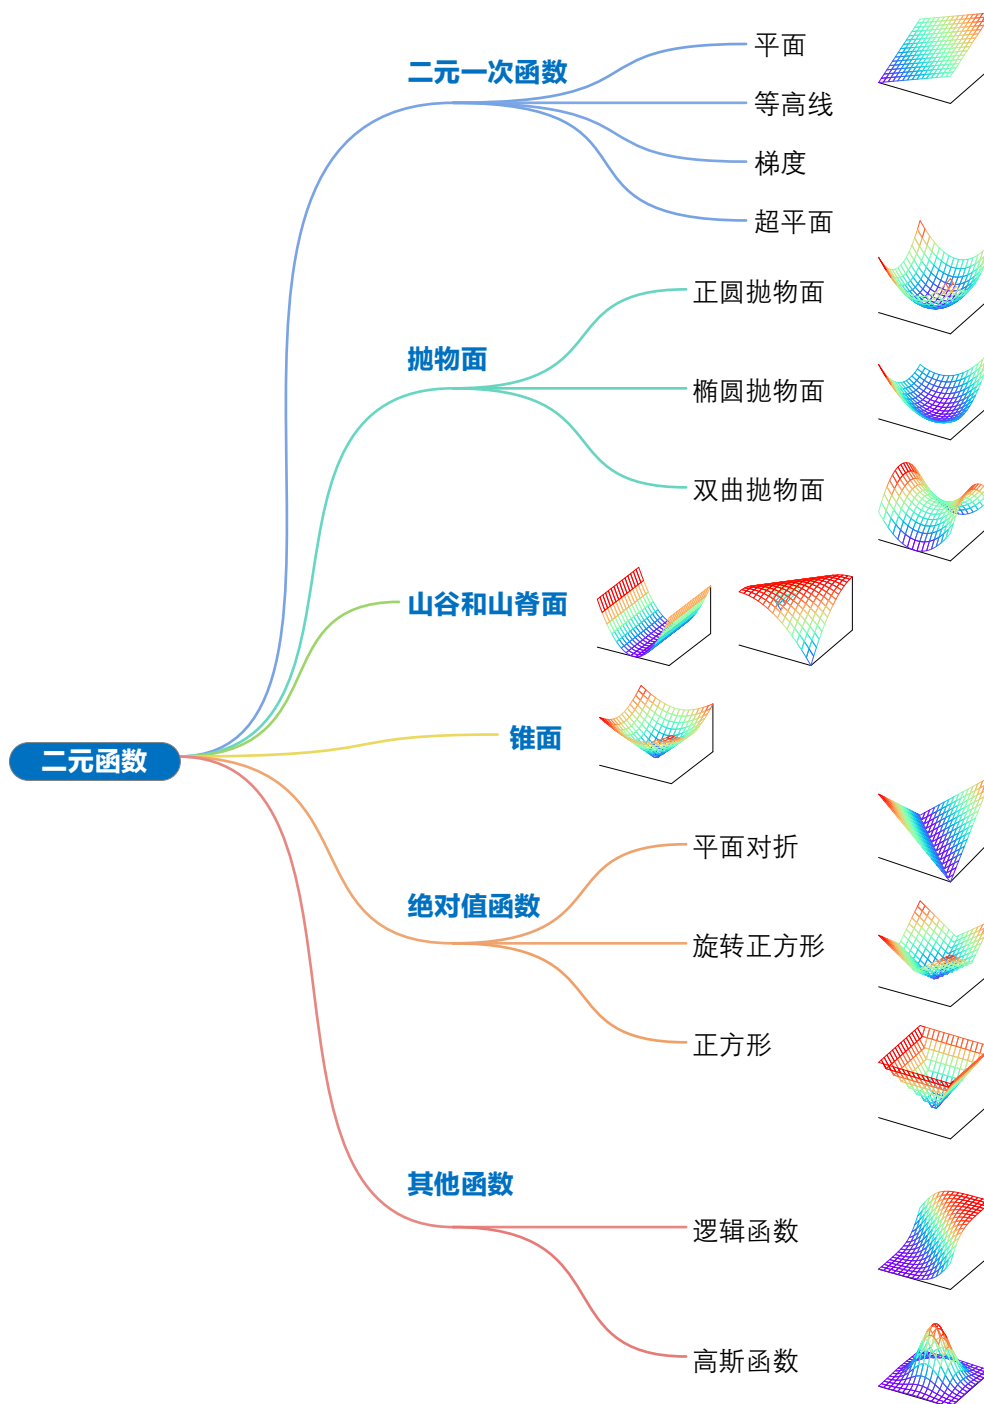 二元函数
二元一次函数
平面
等高线
梯度
超平面
抛物面
正圆抛物面
椭圆抛物面
双曲抛物面
山谷和山脊面
锥面
绝对值函数
平面对折
旋转正方形
正方形
其他函数
逻辑函数
高斯函数